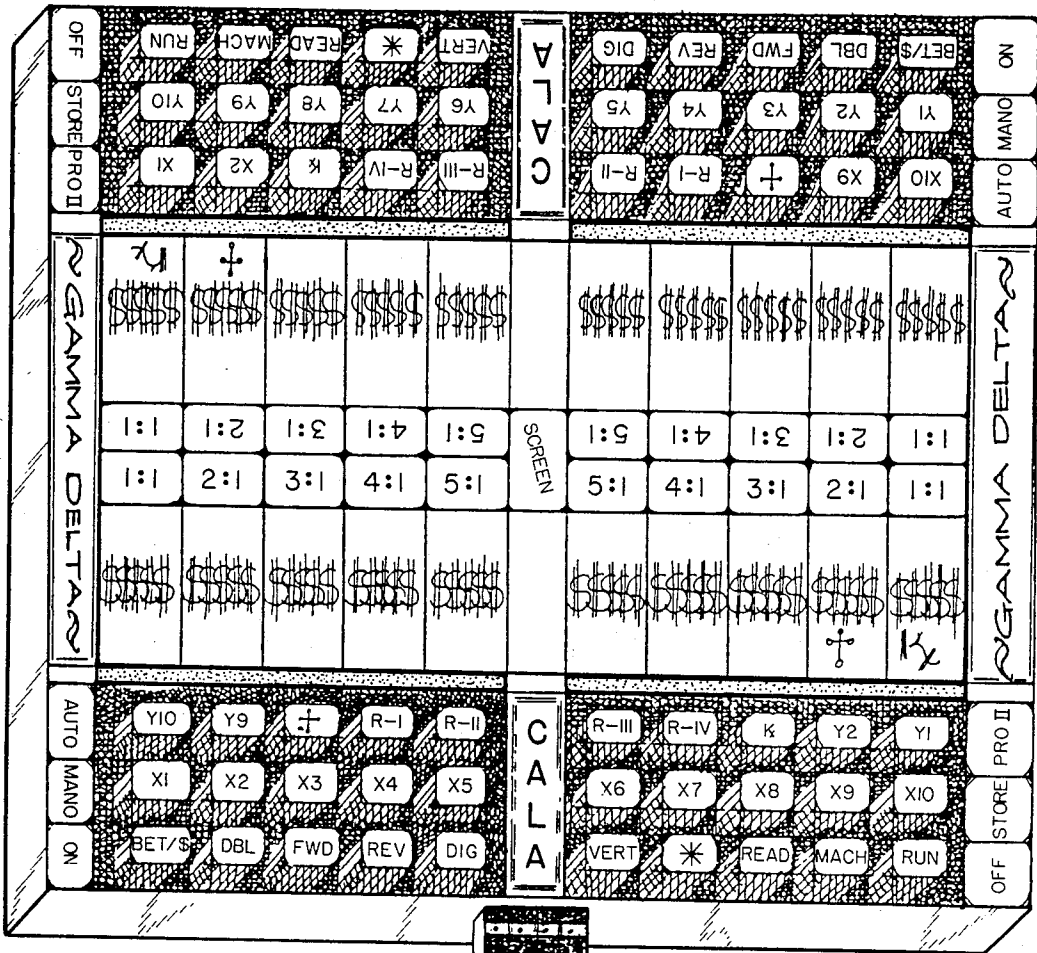 OFF RUN MACH READ * VERT CALA DIG REV FWD DBL BET/$ ON
STORE Y10 Y9 Y8 Y7 Y6 Y5 Y4 Y3 Y2 Y1 MANO
PRO II X1 X2 R-IV R-III R-II R-I X9 X10 AUTO
GAMMA DELTA
GAMMA DELTA
$$$$$ $$$$$ $$$$$ $$$$$ $$$$$ $$$$$ $$$$$ $$$$$ $$$$$ $$$$$
1:1 2:1 3:1 4:1 5:1 SCREEN 5:1 4:1 3:1 2:1 1:1
1:1 2:1 3:1 4:1 5:1 5:1 4:1 3:1 2:1 1:1
$$$$$ $$$$$ $$$$$ $$$$$ $$$$$ $$$$$ $$$$$ $$$$$ $$$$$ $$$$$
AUTO Y10 Y9 R-I R-II CALA R-III R-IV Y2 Y1 PRO II
MANO X1 X2 X3 X4 X5 X6 X7 X8 X9 X10 STORE
ON BET/$ DBL FWD REV DIG VERT * READ MACH RUN OFF